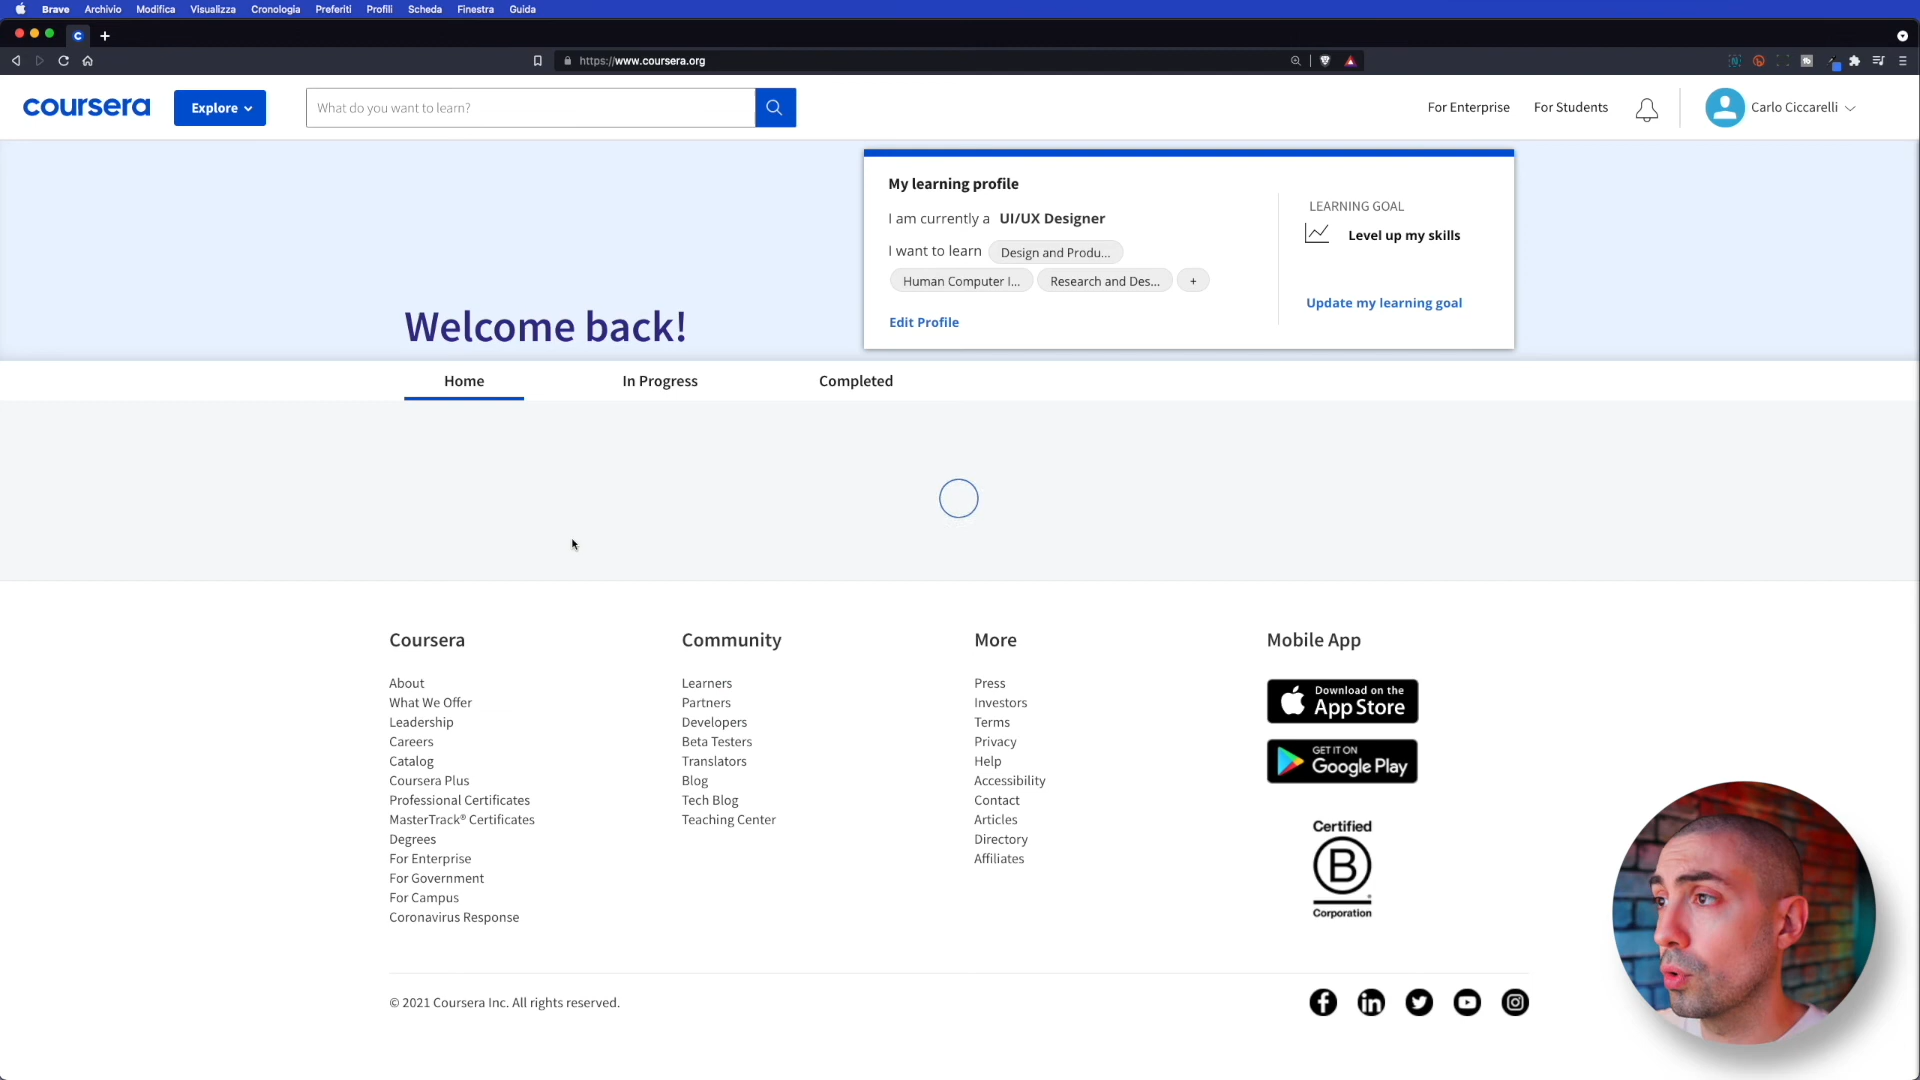 Brave Archivio Modifica Visualizza Cronologia Preferiti Profili Scheda Finestra Guida
https://www.coursera.org
coursera
Explore
What do you want to learn?
For Enterprise
For Students
Carlo Ciccarelli
My learning profile
I am currently a UI/UX Designer
I want to learn Design and Produ...
Human Computer I... Research and Des... +
Edit Profile
LEARNING GOAL
Level up my skills
Update my learning goal
Welcome back!
Home
In Progress
Completed
Coursera
About
What We Offer
Leadership
Careers
Catalog
Coursera Plus
Professional Certificates
MasterTrack® Certificates
Degrees
For Enterprise
For Government
For Campus
Coronavirus Response
Community
Learners
Partners
Developers
Beta Testers
Translators
Blog
Tech Blog
Teaching Center
More
Press
Investors
Terms
Privacy
Help
Accessibility
Contact
Articles
Directory
Affiliates
Mobile App
Download on the
App Store
GET IT ON
Google Play
Certified
B
Corporation
© 2021 Coursera Inc. All rights reserved.